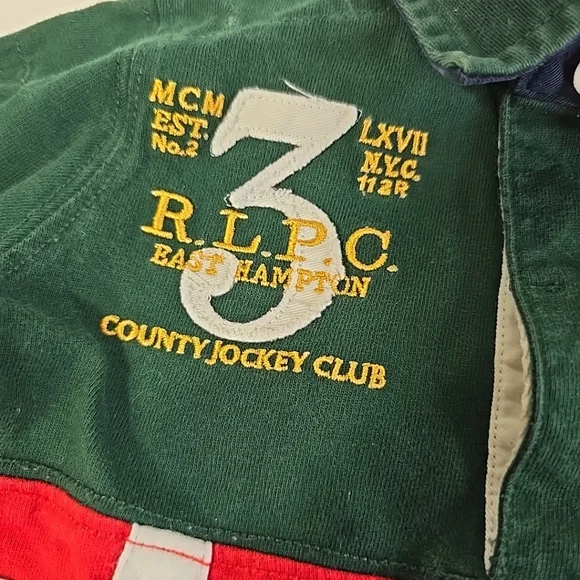 MCM
EST.
No.2
3
LXVII
N.Y.C.
112R
R.L.P.C.
EAST HAMPTON
COUNTY JOCKEY CLUB